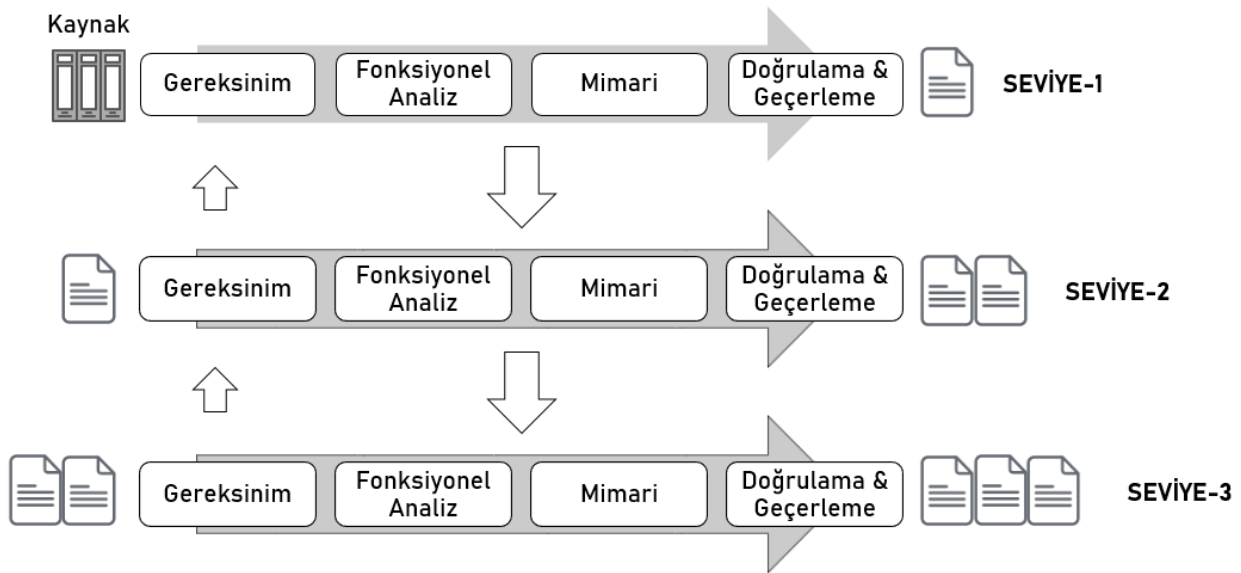 Kaynak
Gereksinim
Fonksiyonel
Analiz
Mimari
Doğrulama &
Geçerleme
SEVİYE-1
Gereksinim
Fonksiyonel
Analiz
Mimari
Doğrulama &
Geçerleme
SEVİYE-2
Gereksinim
Fonksiyonel
Analiz
Mimari
Doğrulama &
Geçerleme
SEVİYE-3